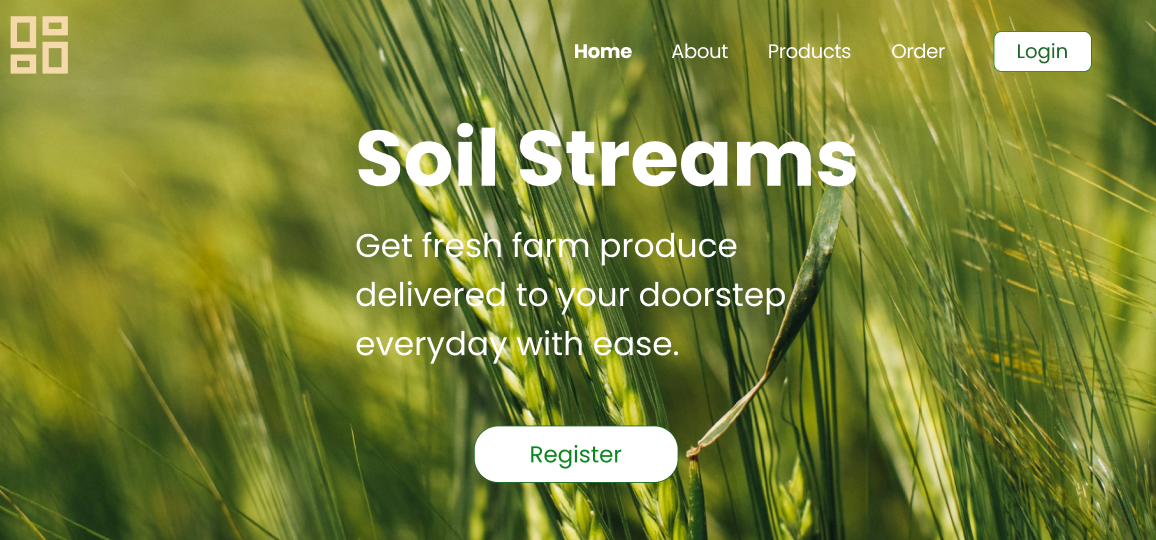 Home About Products Order Login
Soil Streams
Get fresh farm produce
delivered to your doorstep
everyday with ease.
Register